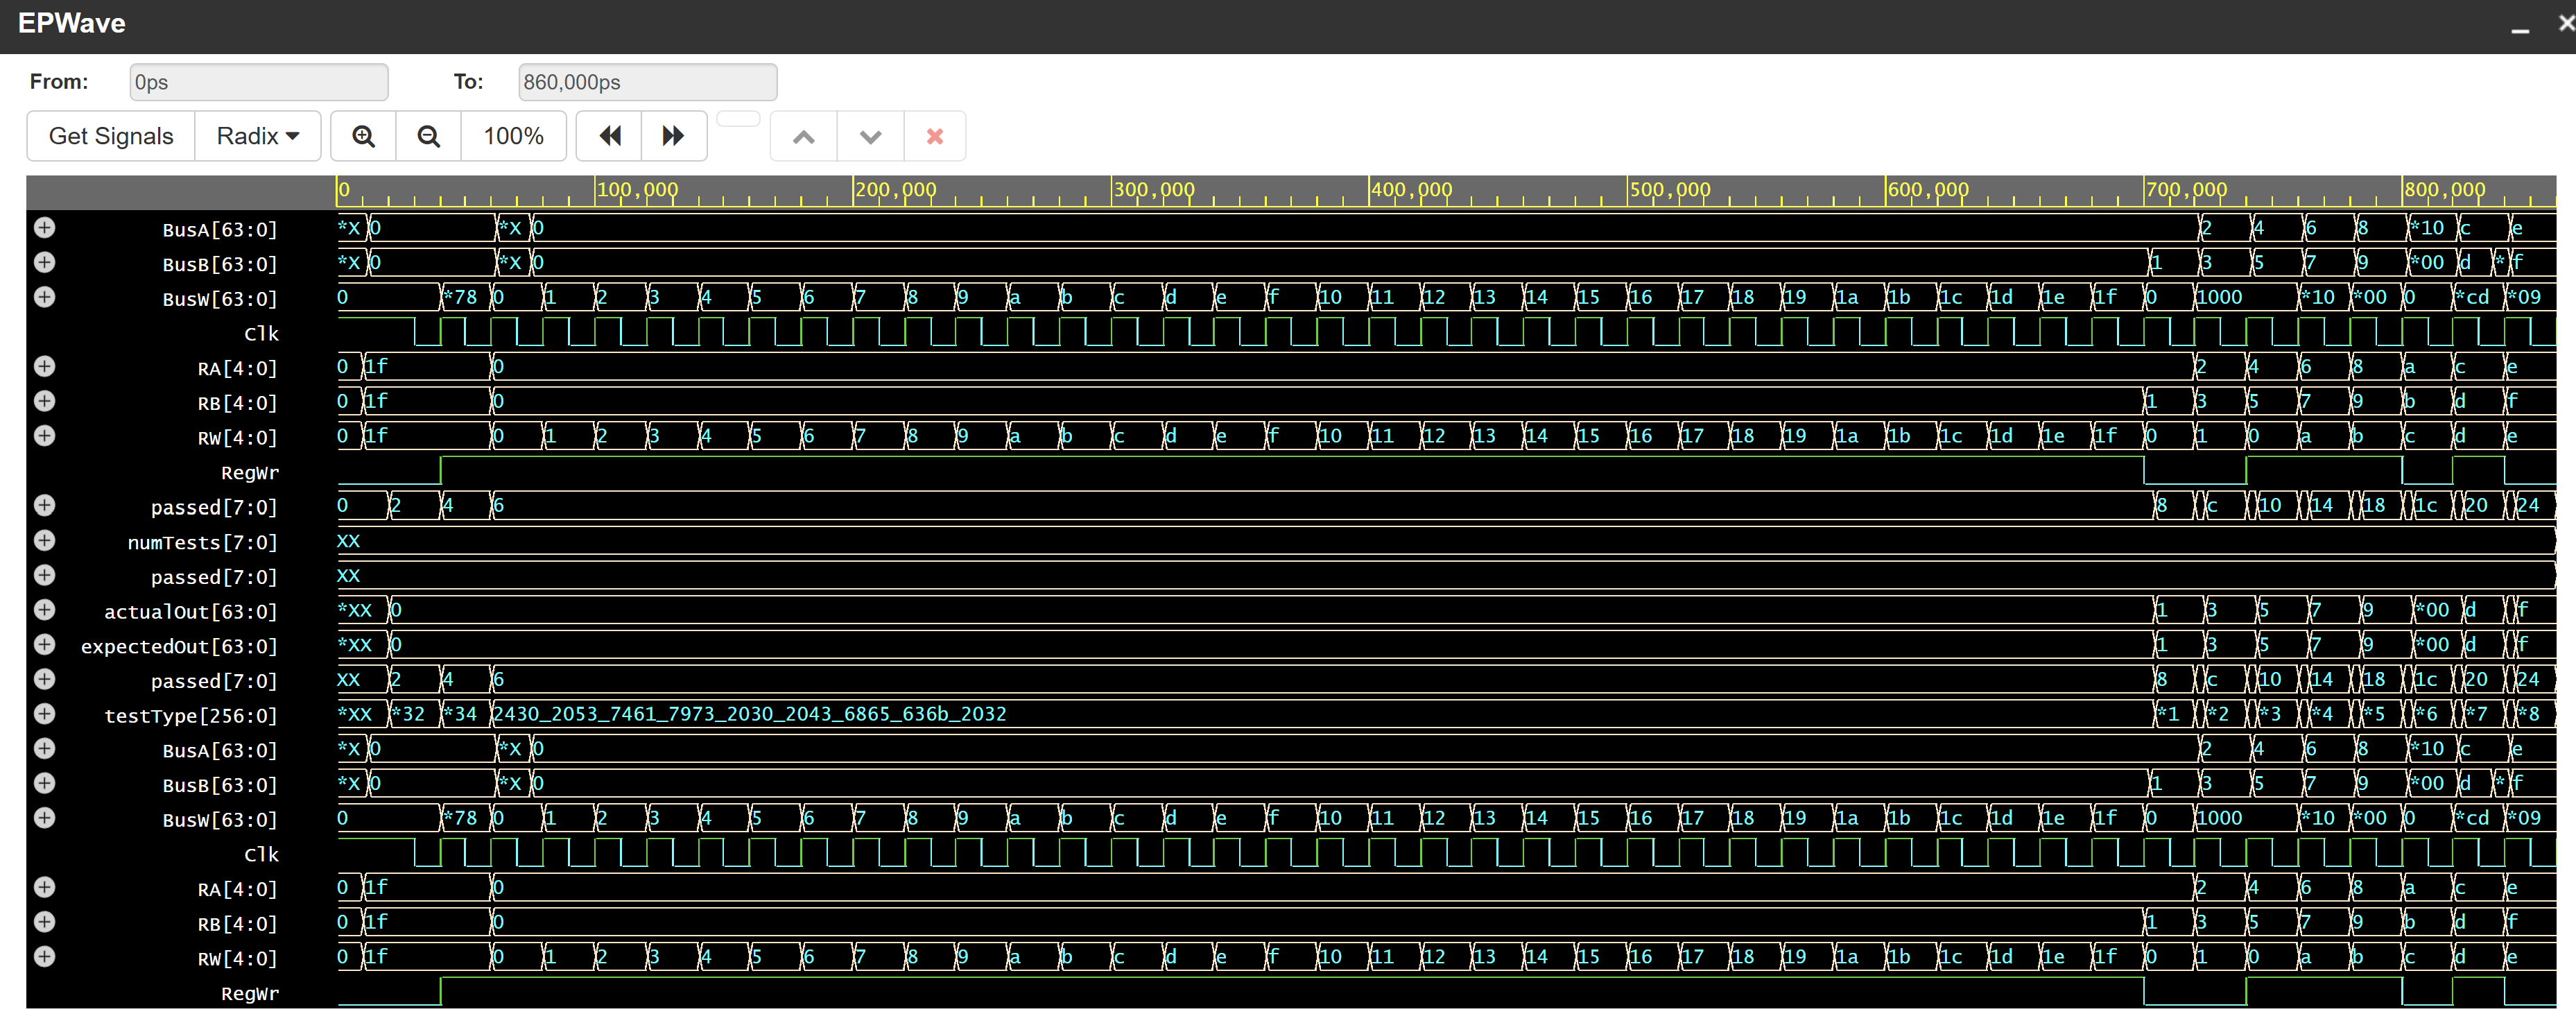 EPWave
From: 0ps To: 860,000ps
Get Signals Radix 100%
0 100,000 200,000 300,000 400,000 500,000 600,000 700,000 800,000
BusA[63:0] *X 0 *X 0 2 4 6 8 *10 c e
BusB[63:0] *X 0 *X 0 1 3 5 7 9 *00 d * f
BusW[63:0] 0 *78 0 1 2 3 4 5 6 7 8 9 a b c d e f 10 11 12 13 14 15 16 17 18 19 1a 1b 1c 1d 1e 1f 0 1000 *10 *00 0 *cd *09
Clk
RA[4:0] 0 1f 0 2 4 6 8 a c e
RB[4:0] 0 1f 0 1 3 5 7 9 b d f
RW[4:0] 0 1f 0 1 2 3 4 5 6 7 8 9 a b c d e f 10 11 12 13 14 15 16 17 18 19 1a 1b 1c 1d 1e 1f 0 1 0 a b c d e
RegWr
passed[7:0] 0 2 4 6 8 c 10 14 18 1c 20 24
numTests[7:0] XX
passed[7:0] XX
actualOut[63:0] *XX 0 1 3 5 7 9 *00 d f
expectedOut[63:0] *XX 0 1 3 5 7 9 *00 d f
passed[7:0] XX 2 4 6 8 c 10 14 18 1c 20 24
testType[256:0] *XX *32 *34 2430_2053_7461_7973_2030_2043_6865_636b_2032 *1 *2 *3 *4 *5 *6 *7 *8
BusA[63:0] *X 0 *X 0 2 4 6 8 *10 c e
BusB[63:0] *X 0 *X 0 1 3 5 7 9 *00 d * f
BusW[63:0] 0 *78 0 1 2 3 4 5 6 7 8 9 a b c d e f 10 11 12 13 14 15 16 17 18 19 1a 1b 1c 1d 1e 1f 0 1000 *10 *00 0 *cd *09
Clk
RA[4:0] 0 1f 0 2 4 6 8 a c e
RB[4:0] 0 1f 0 1 3 5 7 9 b d f
RW[4:0] 0 1f 0 1 2 3 4 5 6 7 8 9 a b c d e f 10 11 12 13 14 15 16 17 18 19 1a 1b 1c 1d 1e 1f 0 1 0 a b c d e
RegWr